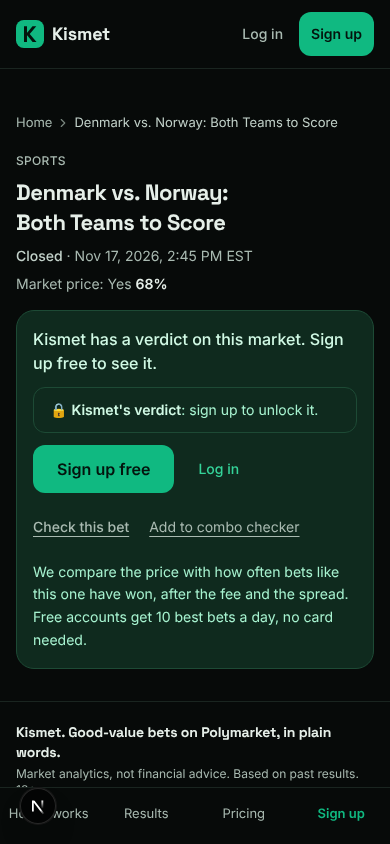 K Kismet Log in Sign up
Home > Denmark vs. Norway: Both Teams to Score
SPORTS
Denmark vs. Norway:
Both Teams to Score
Closed · Nov 17, 2026, 2:45 PM EST
Market price: Yes 68%
Kismet has a verdict on this market. Sign
up free to see it.
🔒 Kismet's verdict: sign up to unlock it.
Sign up free Log in
Check this bet Add to combo checker
We compare the price with how often bets like
this one have won, after the fee and the spread.
Free accounts get 10 best bets a day, no card
needed.
Kismet. Good-value bets on Polymarket, in plain
words.
Market analytics, not financial advice. Based on past results.
N Results Pricing Sign up